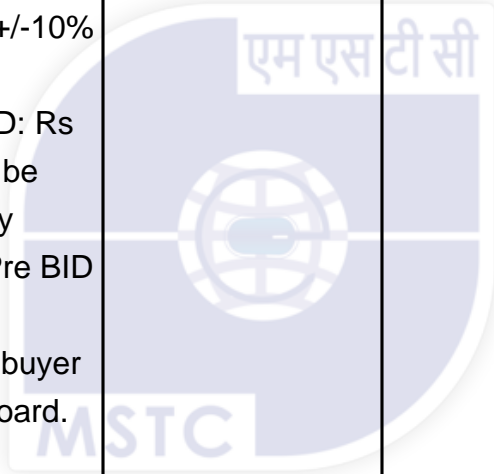 +/-10%
एम एस टी सी
D: Rs
be
y
Pre BID
buyer
oard.
MSTC